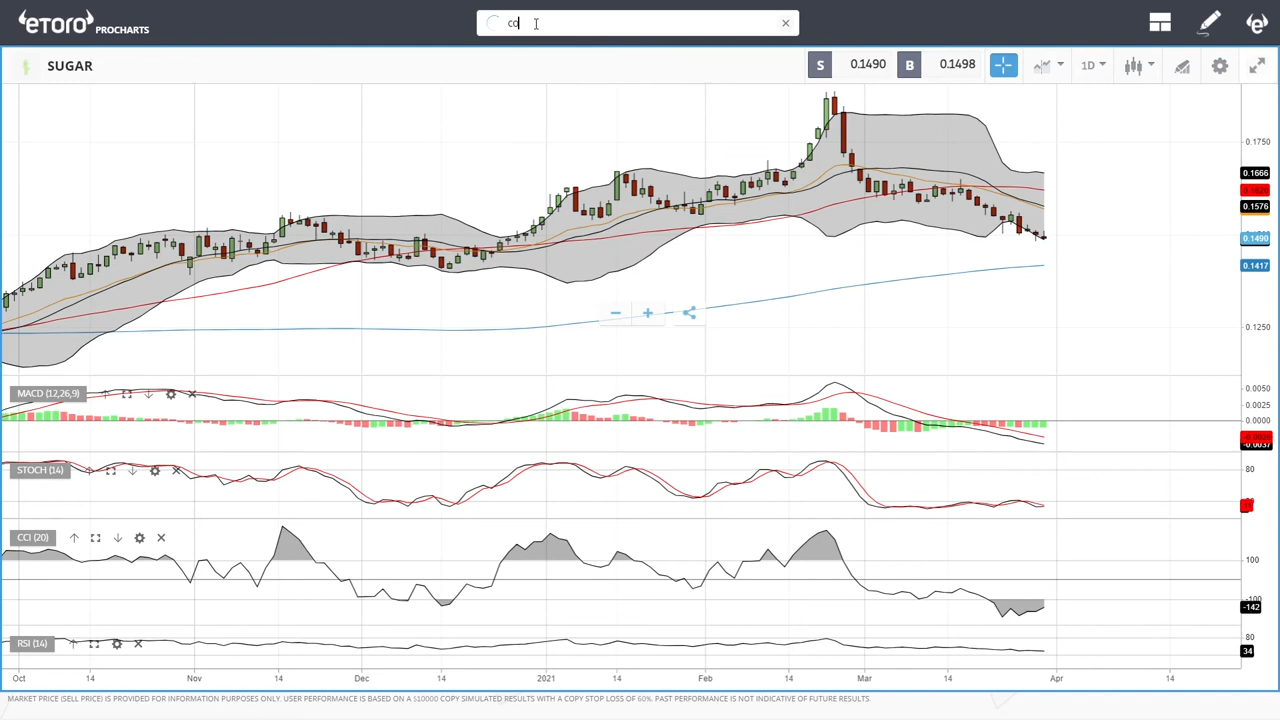 eTORO PROCHARTS
co
SUGAR
S 0.1490 B 0.1498
1D
0.1750
0.1666
0.1576
0.1490
0.1417
0.1250
MACD (12,26,9)
0.0050
0.0025
0.0000
STOCH (14)
80
CCI (20)
100
-100
-142
RSI (14)
80
34
Oct 14 Nov 14 Dec 14 2021 14 Feb 14 Mar 14 Apr 14
MARKET PRICE (SELL PRICE) IS PROVIDED FOR INFORMATION PURPOSES ONLY. USER PERFORMANCE IS BASED ON A $10000 COPY SIMULATED RESULTS WITH A COPY STOP LOSS OF 60%. PAST PERFORMANCE IS NOT INDICATIVE OF FUTURE RESULTS.